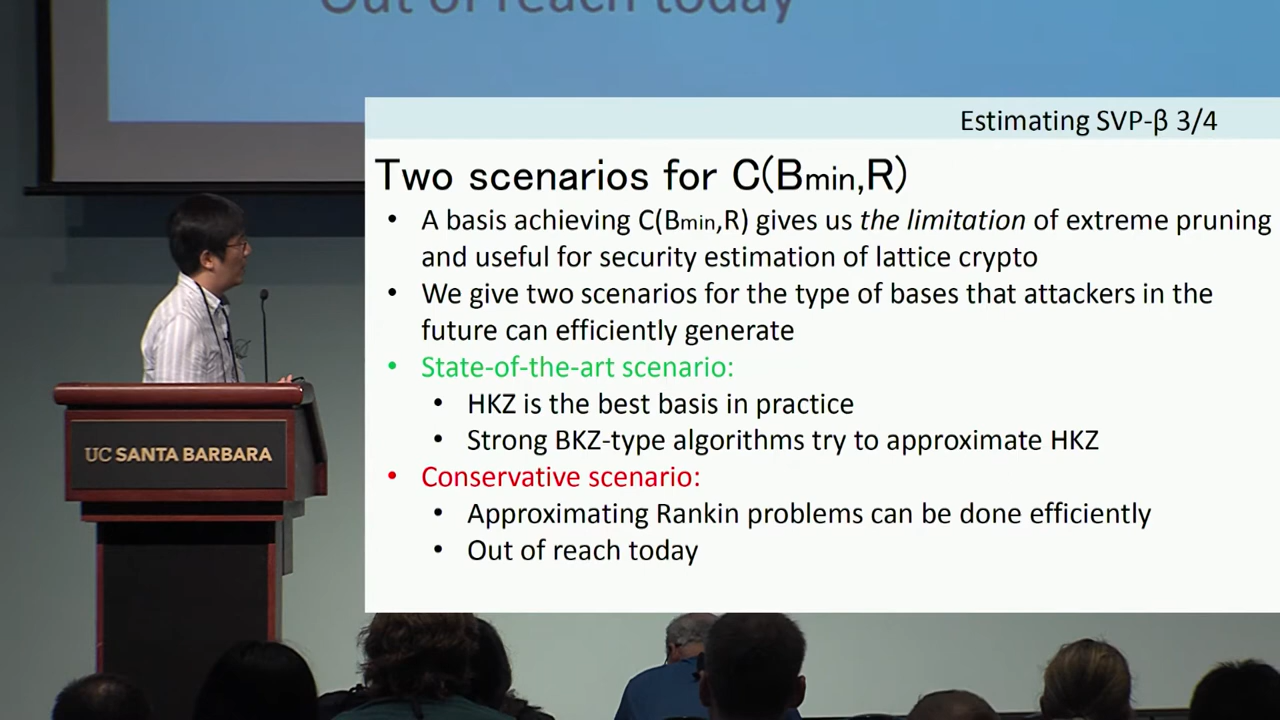 Out of reach today
Estimating SVP-β 3/4
Two scenarios for C(Bmin,R)
• A basis achieving C(Bmin,R) gives us the limitation of extreme pruning
and useful for security estimation of lattice crypto
• We give two scenarios for the type of bases that attackers in the
future can efficiently generate
• State-of-the-art scenario:
• HKZ is the best basis in practice
• Strong BKZ-type algorithms try to approximate HKZ
• Conservative scenario:
• Approximating Rankin problems can be done efficiently
• Out of reach today
UC SANTA BARBARA